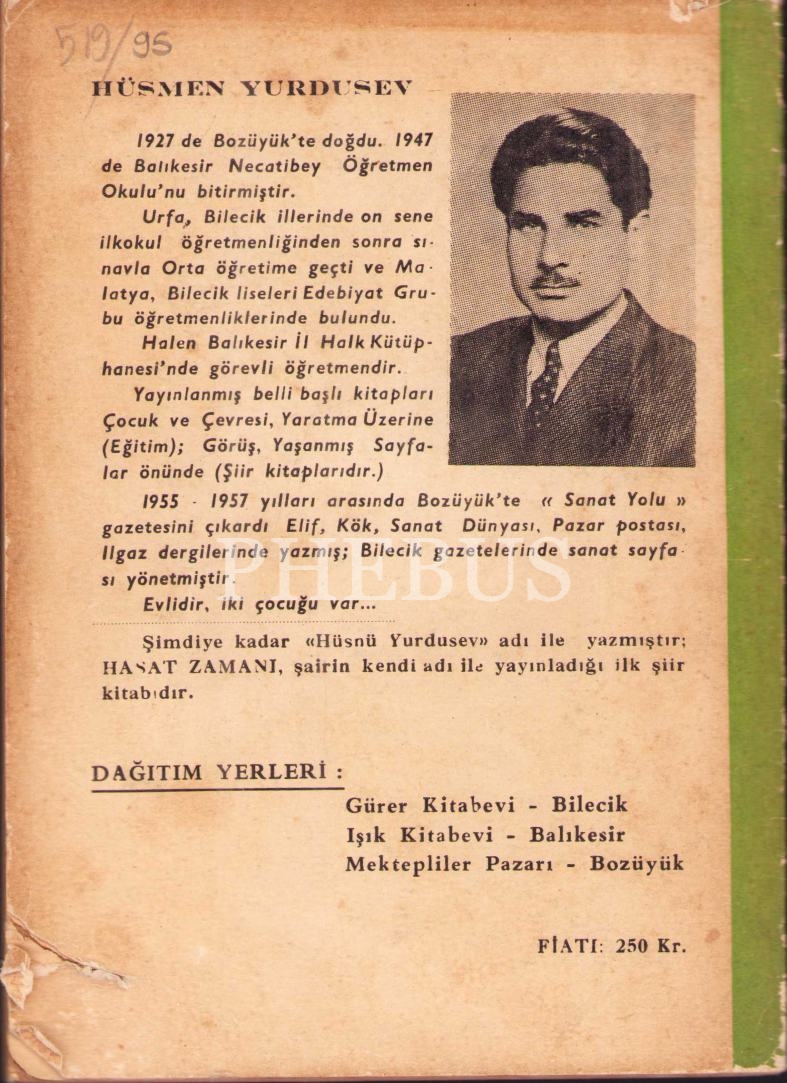 519/95
HÜSMEN YURDUSEV
1927 de Bozüyük'te doğdu. 1947
de Balıkesir Necatibey Öğretmen
Okulu'nu bitirmiştir.
Urfa, Bilecik illerinde on sene
ilkokul öğretmenliğinden sonra sı-
navla Orta öğretime geçti ve Ma-
latya, Bilecik liseleri Edebiyat Gru-
bu öğretmenliklerinde bulundu.
Halen Balıkesir İl Halk Kütüp-
hanesi'nde görevli öğretmendir.
Yayınlanmış belli başlı kitapları
Çocuk ve Çevresi, Yaratma Üzerine
(Eğitim); Görüş, Yaşanmış Sayfa-
lar önünde (Şiir kitaplarıdır.)
1955 - 1957 yılları arasında Bozüyük'te « Sanat Yolu »
gazetesini çıkardı Elif, Kök, Sanat Dünyası, Pazar postası,
Ilgaz dergilerinde yazmış; Bilecik gazetelerinde sanat sayfa-
sı yönetmiştir.
PHEBUS
Evlidir, iki çocuğu var...
Şimdiye kadar «Hüsnü Yurdusev» adı ile yazmıştır;
HASAT ZAMANI, şairin kendi adı ile yayınladığı ilk şiir
kitabıdır.
DAĞITIM YERLERİ :
Gürer Kitabevi - Bilecik
Işık Kitabevi - Balıkesir
Mektepliler Pazarı - Bozüyük
FİATI: 250 Kr.